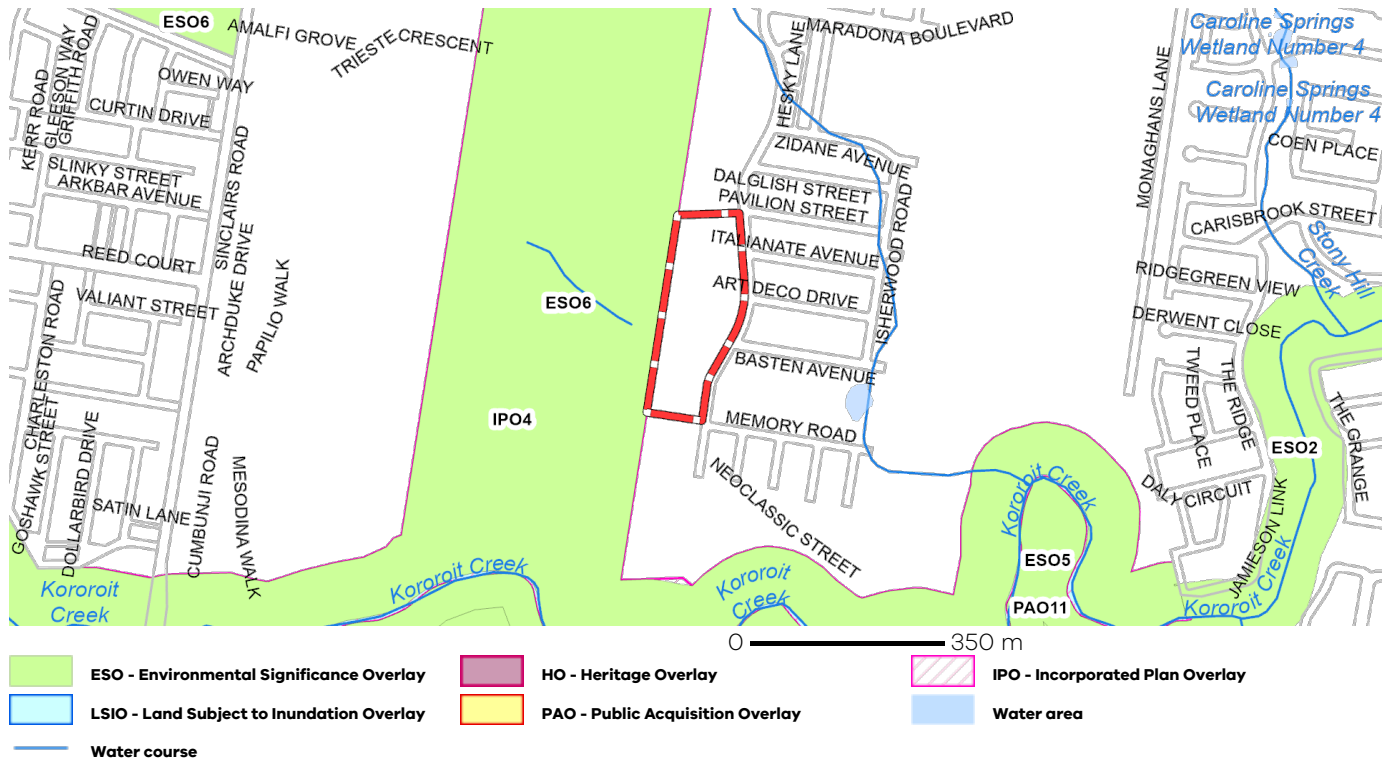 ESO6
AMALFI GROVE
TRIESTE CRESCENT
MARADONA BOULEVARD
Caroline Springs
Wetland Number 4
Caroline Springs
Wetland Number 4
GLEESON WAY
GRIFFITH ROAD
KERR ROAD
OWEN WAY
CURTIN DRIVE
HESKY LANE
MONAGHANS LANE
COEN PLACE
ZIDANE AVENUE
SLINKY STREET
ARKBAR AVENUE
SINCLAIRS ROAD
DALGLISH STREET
PAVILION STREET
CARISBROOK STREET
ISHERWOOD ROAD
ITALIANATE AVENUE
REED COURT
ARCHDUKE DRIVE
PAPILIO WALK
Stony Hill
Creek
RIDGEGREEN VIEW
VALIANT STREET
ESO6
ART DECO DRIVE
DERWENT CLOSE
CHARLESTON ROAD
BASTEN AVENUE
TWEED PLACE
THE RIDGE
THE GRANGE
IPO4
MEMORY ROAD
ESO2
GOSHAWK STREET
DOLLARBIRD DRIVE
SATIN LANE
CUMBUNJI ROAD
MESODINA WALK
NEOCLASSIC STREET
Kororoit Creek
DALY CIRCUIT
JAMIESON LINK
ESO5
Kororoit
Creek
Kororoit Creek
Kororoit
Creek
PAO11
Kororoit Creek
0 350 m
ESO - Environmental Significance Overlay
HO - Heritage Overlay
IPO - Incorporated Plan Overlay
LSIO - Land Subject to Inundation Overlay
PAO - Public Acquisition Overlay
Water area
Water course